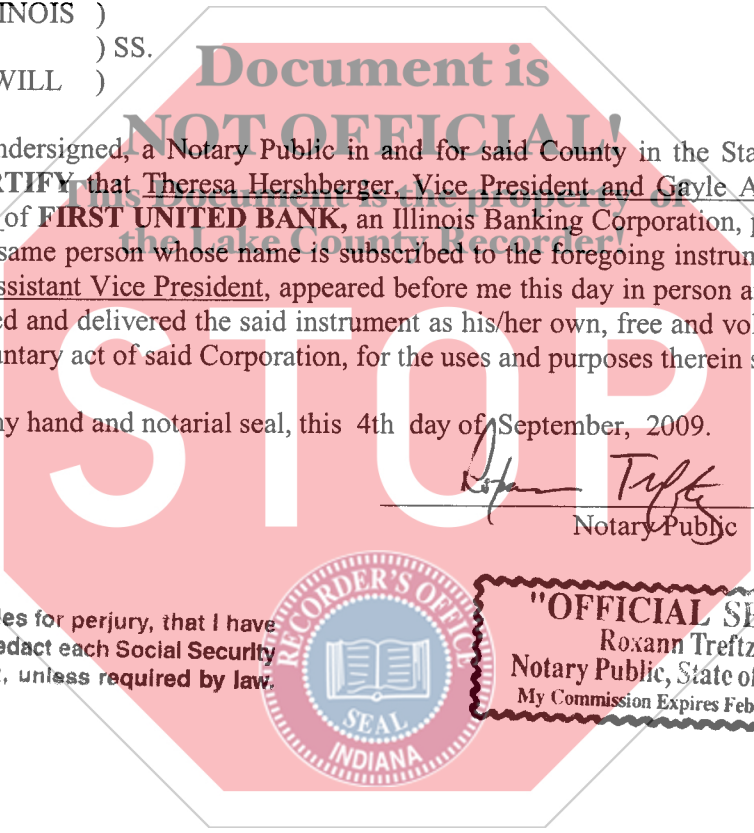 INOIS )
) SS.
WILL )
Document is
NOT OFFICIAL!
This Document is the property of
the Lake County Recorder!
ndersigned, a Notary Public in and for said County in the Sta
RTIFY that Theresa Hershberger, Vice President and Gayle A
of FIRST UNITED BANK, an Illinois Banking Corporation, p
same person whose name is subscribed to the foregoing instrum
ssistant Vice President, appeared before me this day in person a
ed and delivered the said instrument as his/her own, free and vol
untary act of said Corporation, for the uses and purposes therein s
STOP
ny hand and notarial seal, this 4th day of September, 2009.
Notary Public
les for perjury, that I have
edact each Social Security
, unless required by law.
RECORDER'S OFFICE
SEAL
INDIANA
"OFFICIAL SE
Roxann Treftz
Notary Public, State of
My Commission Expires Feb